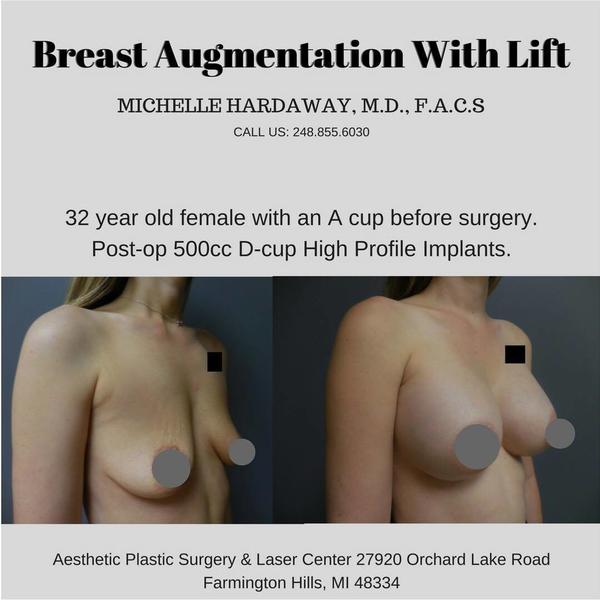 Breast Augmentation With Lift
MICHELLE HARDAWAY, M.D., F.A.C.S
CALL US: 248.855.6030
32 year old female with an A cup before surgery.
Post-op 500cc D-cup High Profile Implants.
Aesthetic Plastic Surgery & Laser Center 27920 Orchard Lake Road
Farmington Hills, MI 48334